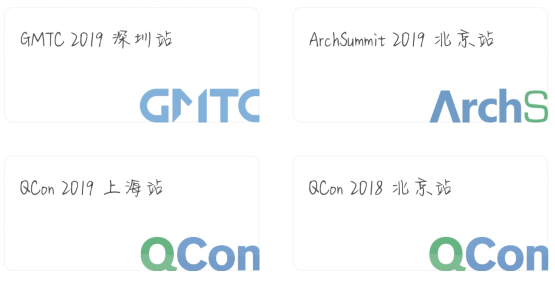 GMTC 2019 深圳站
GMTC
ArchSummit 2019 北京站
ArchS
QCon 2019 上海站
QCon
QCon 2018 北京站
QCon